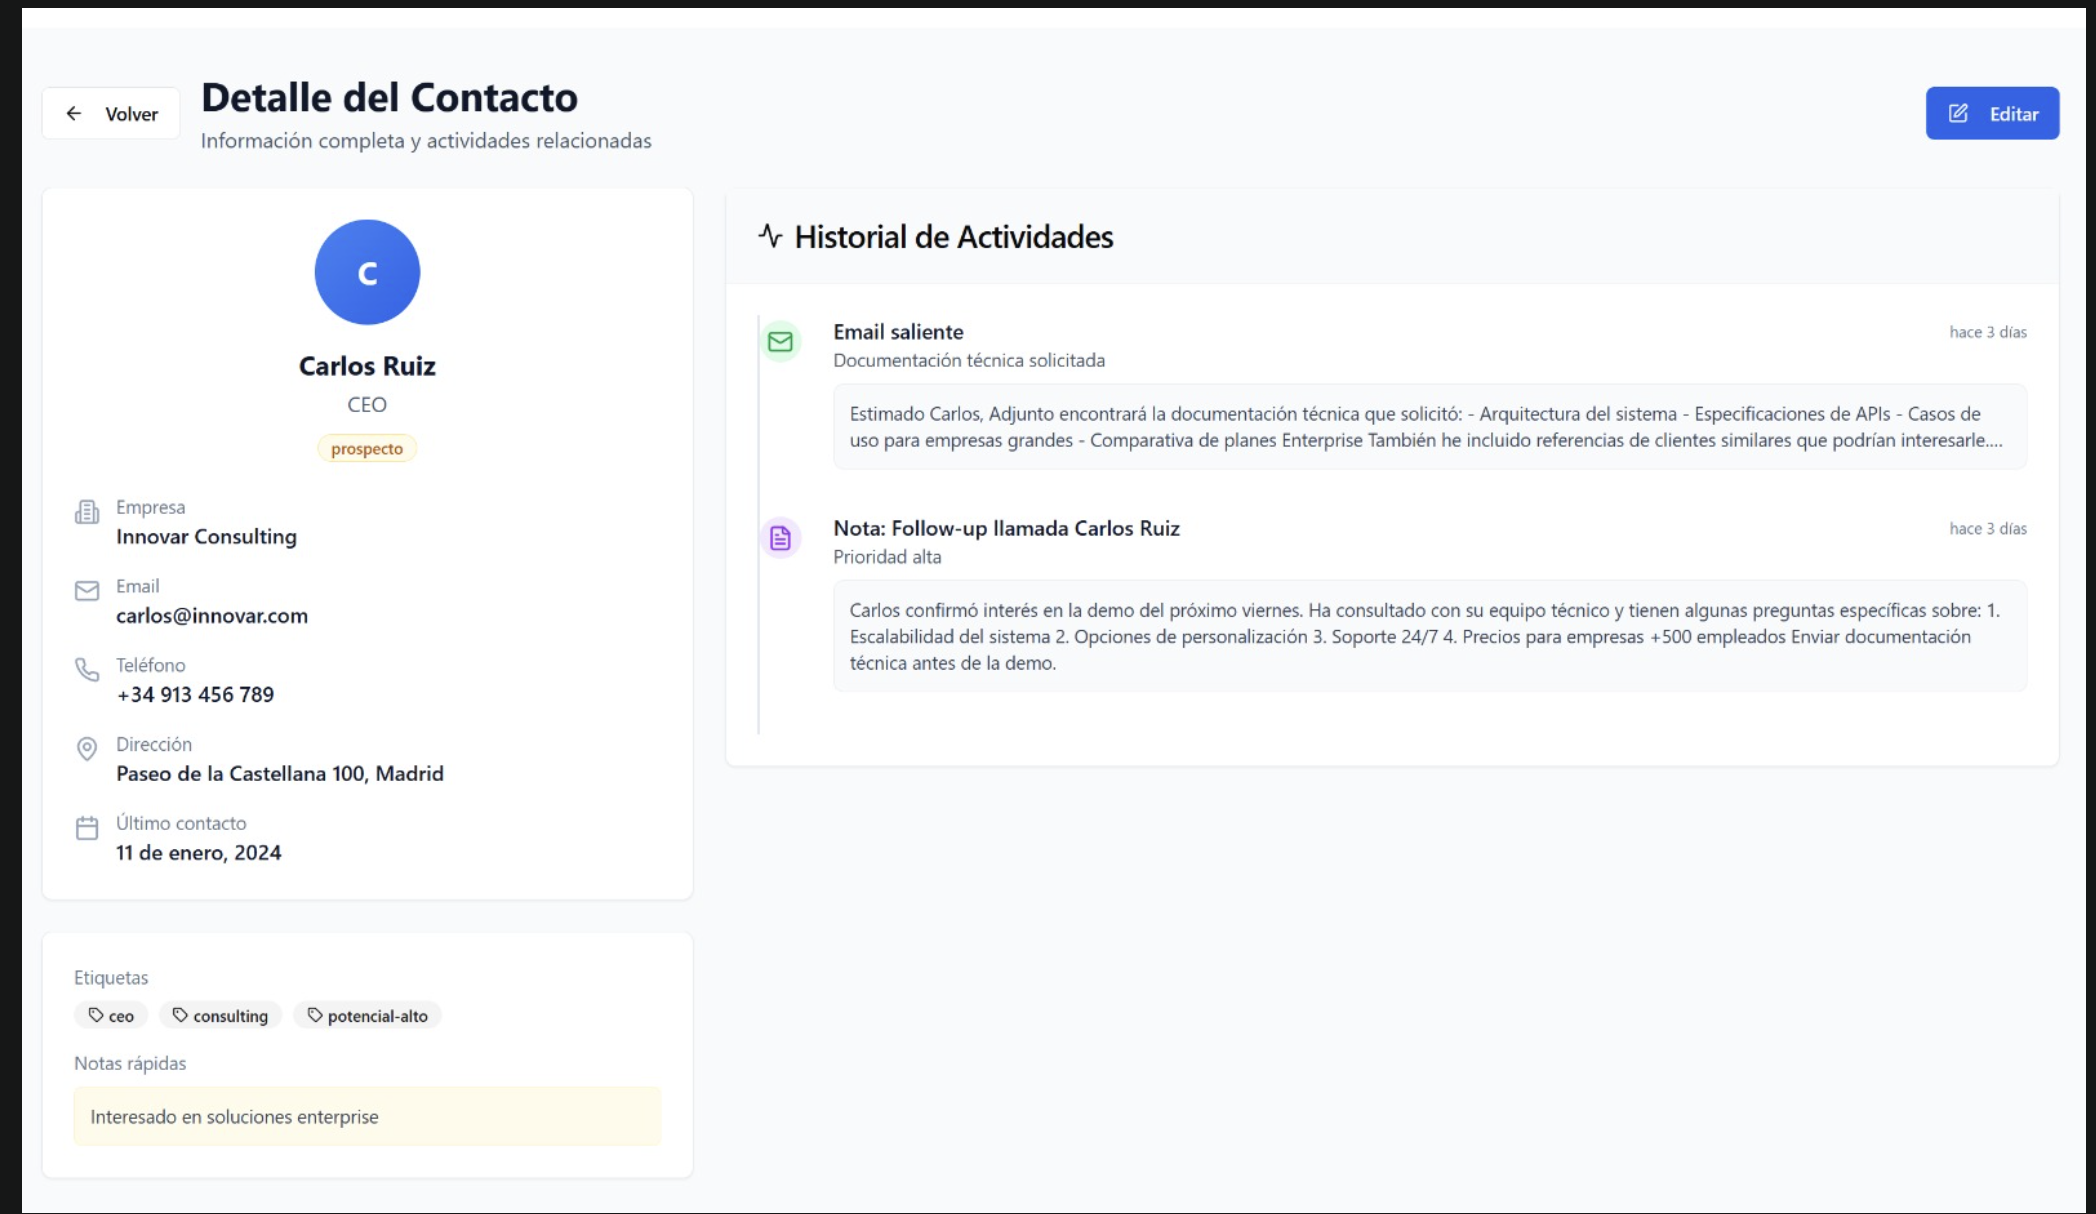 Volver
Detalle del Contacto
Información completa y actividades relacionadas
Editar
C
Carlos Ruiz
CEO
prospecto
Empresa
Innovar Consulting
Email
carlos@innovar.com
Teléfono
+34 913 456 789
Dirección
Paseo de la Castellana 100, Madrid
Último contacto
11 de enero, 2024
Etiquetas
ceo
consulting
potencial-alto
Notas rápidas
Interesado en soluciones enterprise
Historial de Actividades
Email saliente
hace 3 días
Documentación técnica solicitada
Estimado Carlos, Adjunto encontrará la documentación técnica que solicitó: - Arquitectura del sistema - Especificaciones de APIs - Casos de
uso para empresas grandes - Comparativa de planes Enterprise También he incluido referencias de clientes similares que podrían interesarle....
Nota: Follow-up llamada Carlos Ruiz
hace 3 días
Prioridad alta
Carlos confirmó interés en la demo del próximo viernes. Ha consultado con su equipo técnico y tienen algunas preguntas específicas sobre: 1.
Escalabilidad del sistema 2. Opciones de personalización 3. Soporte 24/7 4. Precios para empresas +500 empleados Enviar documentación
técnica antes de la demo.